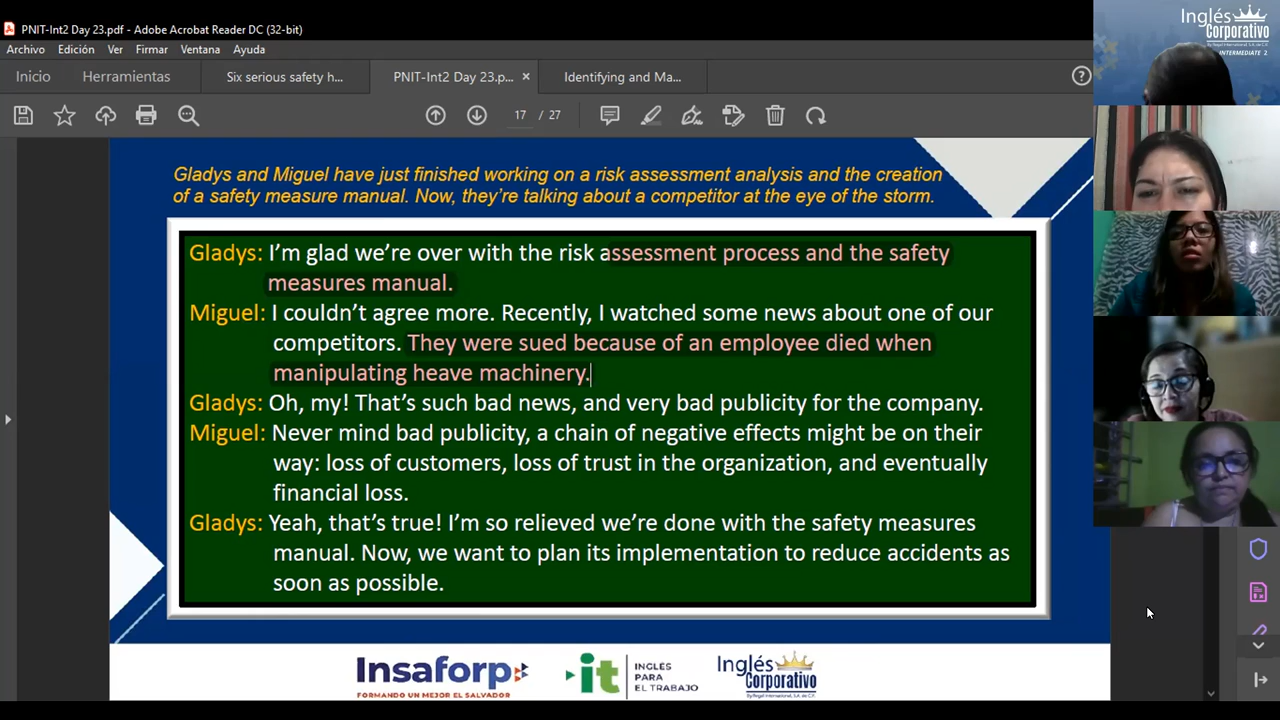 PNIT-Int2 Day 23.pdf - Adobe Acrobat Reader DC (32-bit)
Archivo Edición Ver Firmar Ventana Ayuda
Inicio Herramientas Six serious safety h... PNIT-Int2 Day 23.p... × Identifying and Ma...
17 / 27
Gladys and Miguel have just finished working on a risk assessment analysis and the creation
of a safety measure manual. Now, they're talking about a competitor at the eye of the storm.
Gladys: I'm glad we're over with the risk assessment process and the safety
measures manual.
Miguel: I couldn't agree more. Recently, I watched some news about one of our
competitors. They were sued because of an employee died when
manipulating heave machinery.
Gladys: Oh, my! That's such bad news, and very bad publicity for the company.
Miguel: Never mind bad publicity, a chain of negative effects might be on their
way: loss of customers, loss of trust in the organization, and eventually
financial loss.
Gladys: Yeah, that's true! I'm so relieved we're done with the safety measures
manual. Now, we want to plan its implementation to reduce accidents as
soon as possible.
Insaforp
FORMANDO UN MEJOR EL SALVADOR
it
INGLÉS
PARA
EL TRABAJO
Inglés
Corporativo
By Regal International, S.A. de C.V.
Inglés
Corporativo
By Regal International, S.A. de C.V.
INTERMEDIATE 2